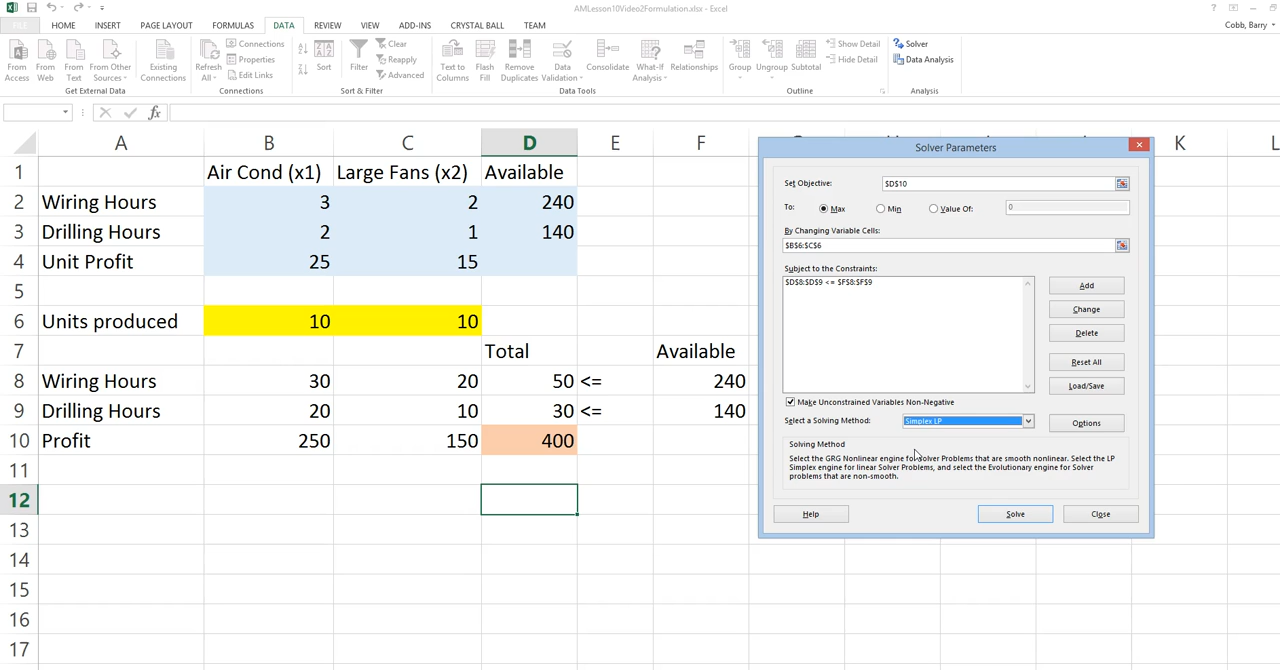 AMLesson10Video2Formulation.xlsx - Excel
?
FILE HOME INSERT PAGE LAYOUT FORMULAS DATA REVIEW VIEW ADD-INS CRYSTAL BALL TEAM
Cobb, Barry
From Access
From Web
From Text
From Other Sources
Existing Connections
Get External Data
Refresh All
Connections
Properties
Edit Links
Connections
Sort
Filter
Clear
Reapply
Advanced
Sort & Filter
Text to Columns
Flash Fill
Remove Duplicates
Data Validation
Consolidate
What-If Analysis
Relationships
Data Tools
Group
Ungroup
Subtotal
Show Detail
Hide Detail
Outline
Solver
Data Analysis
Analysis
fx
A B C D E F K L
1 Air Cond (x1) Large Fans (x2) Available
2 Wiring Hours 3 2 240
3 Drilling Hours 2 1 140
4 Unit Profit 25 15
5
6 Units produced 10 10
7 Total Available
8 Wiring Hours 30 20 50 <= 240
9 Drilling Hours 20 10 30 <= 140
10 Profit 250 150 400
11
12
13
14
15
16
17
Solver Parameters
Set Objective: $D$10
To: Max Min Value Of: 0
By Changing Variable Cells:
$B$6:$C$6
Subject to the Constraints:
$D$8:$D$9 <= $F$8:$F$9
Add
Change
Delete
Reset All
Load/Save
Make Unconstrained Variables Non-Negative
Select a Solving Method: Simplex LP Options
Solving Method
Select the GRG Nonlinear engine for Solver Problems that are smooth nonlinear. Select the LP
Simplex engine for linear Solver Problems, and select the Evolutionary engine for Solver
problems that are non-smooth.
Help Solve Close